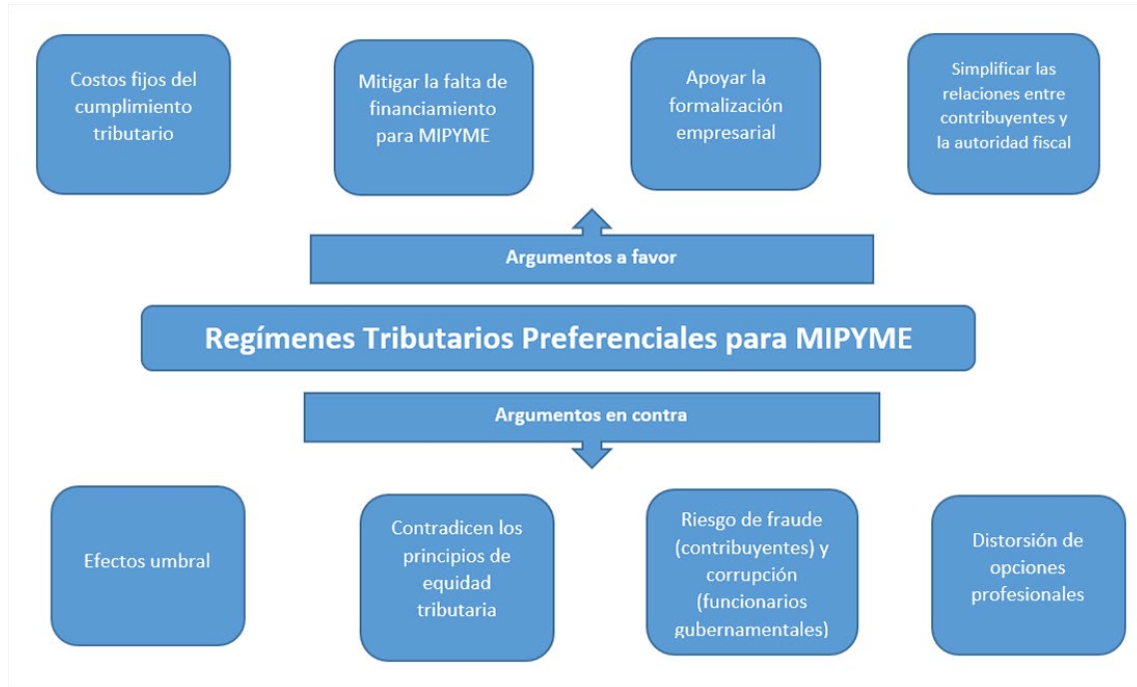 Costos fijos del
cumplimiento
tributario
Mitigar la falta de
financiamiento
para MIPYME
Apoyar la
formalización
empresarial
Simplificar las
relaciones entre
contribuyentes y
la autoridad fiscal
Argumentos a favor
Regímenes Tributarios Preferenciales para MIPYME
Argumentos en contra
Efectos umbral
Contradicen los
principios de
equidad
tributaria
Riesgo de fraude
(contribuyentes) y
corrupción
(funcionarios
gubernamentales)
Distorsión de
opciones
profesionales